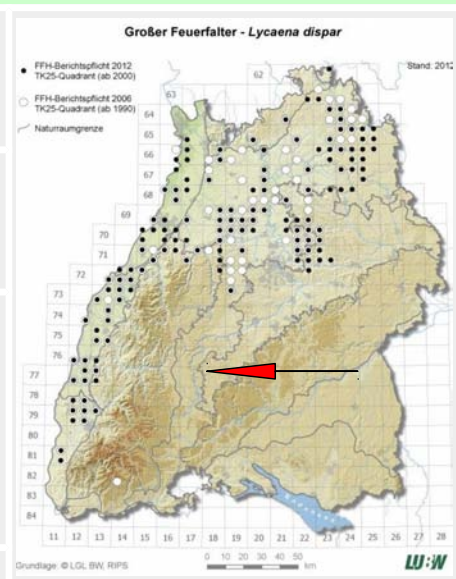 Großer Feuerfalter - Lycaena dispar
FFH-Berichtspflicht 2012
TK25-Quadrant (ab 2000)
Stand: 2012
FFH-Berichtspflicht 2006
TK25-Quadrant (ab 1990)
Naturraumgrenze
62
63
64
65
66
67
68
69
70
71
72
73
74
75
76
77
78
79
80
81
82
83
84
11 12 13 14 15 16 17 18 19 20 21 22 23 24 25 26 27 28
Grundlage: © LGL BW, RIPS
0 10 20 30 40 50
km
LU:W